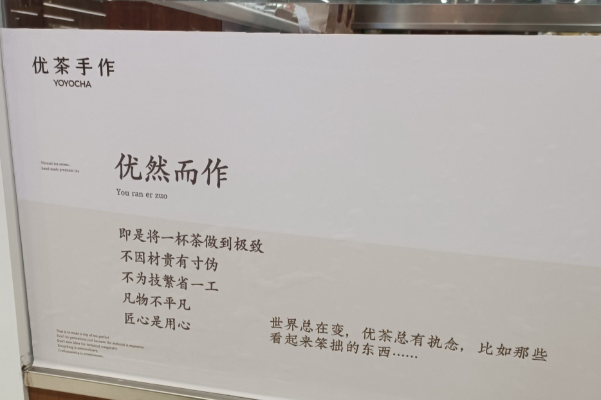 优茶手作
YOYOCHA
优然而作
You ran er zuo
即是将一杯茶做到极致
不因材贵有寸伪
不为技繁省一工
凡物不平凡
匠心是用心
世界总在变，优茶总有执念，比如那些
看起来笨拙的东西……